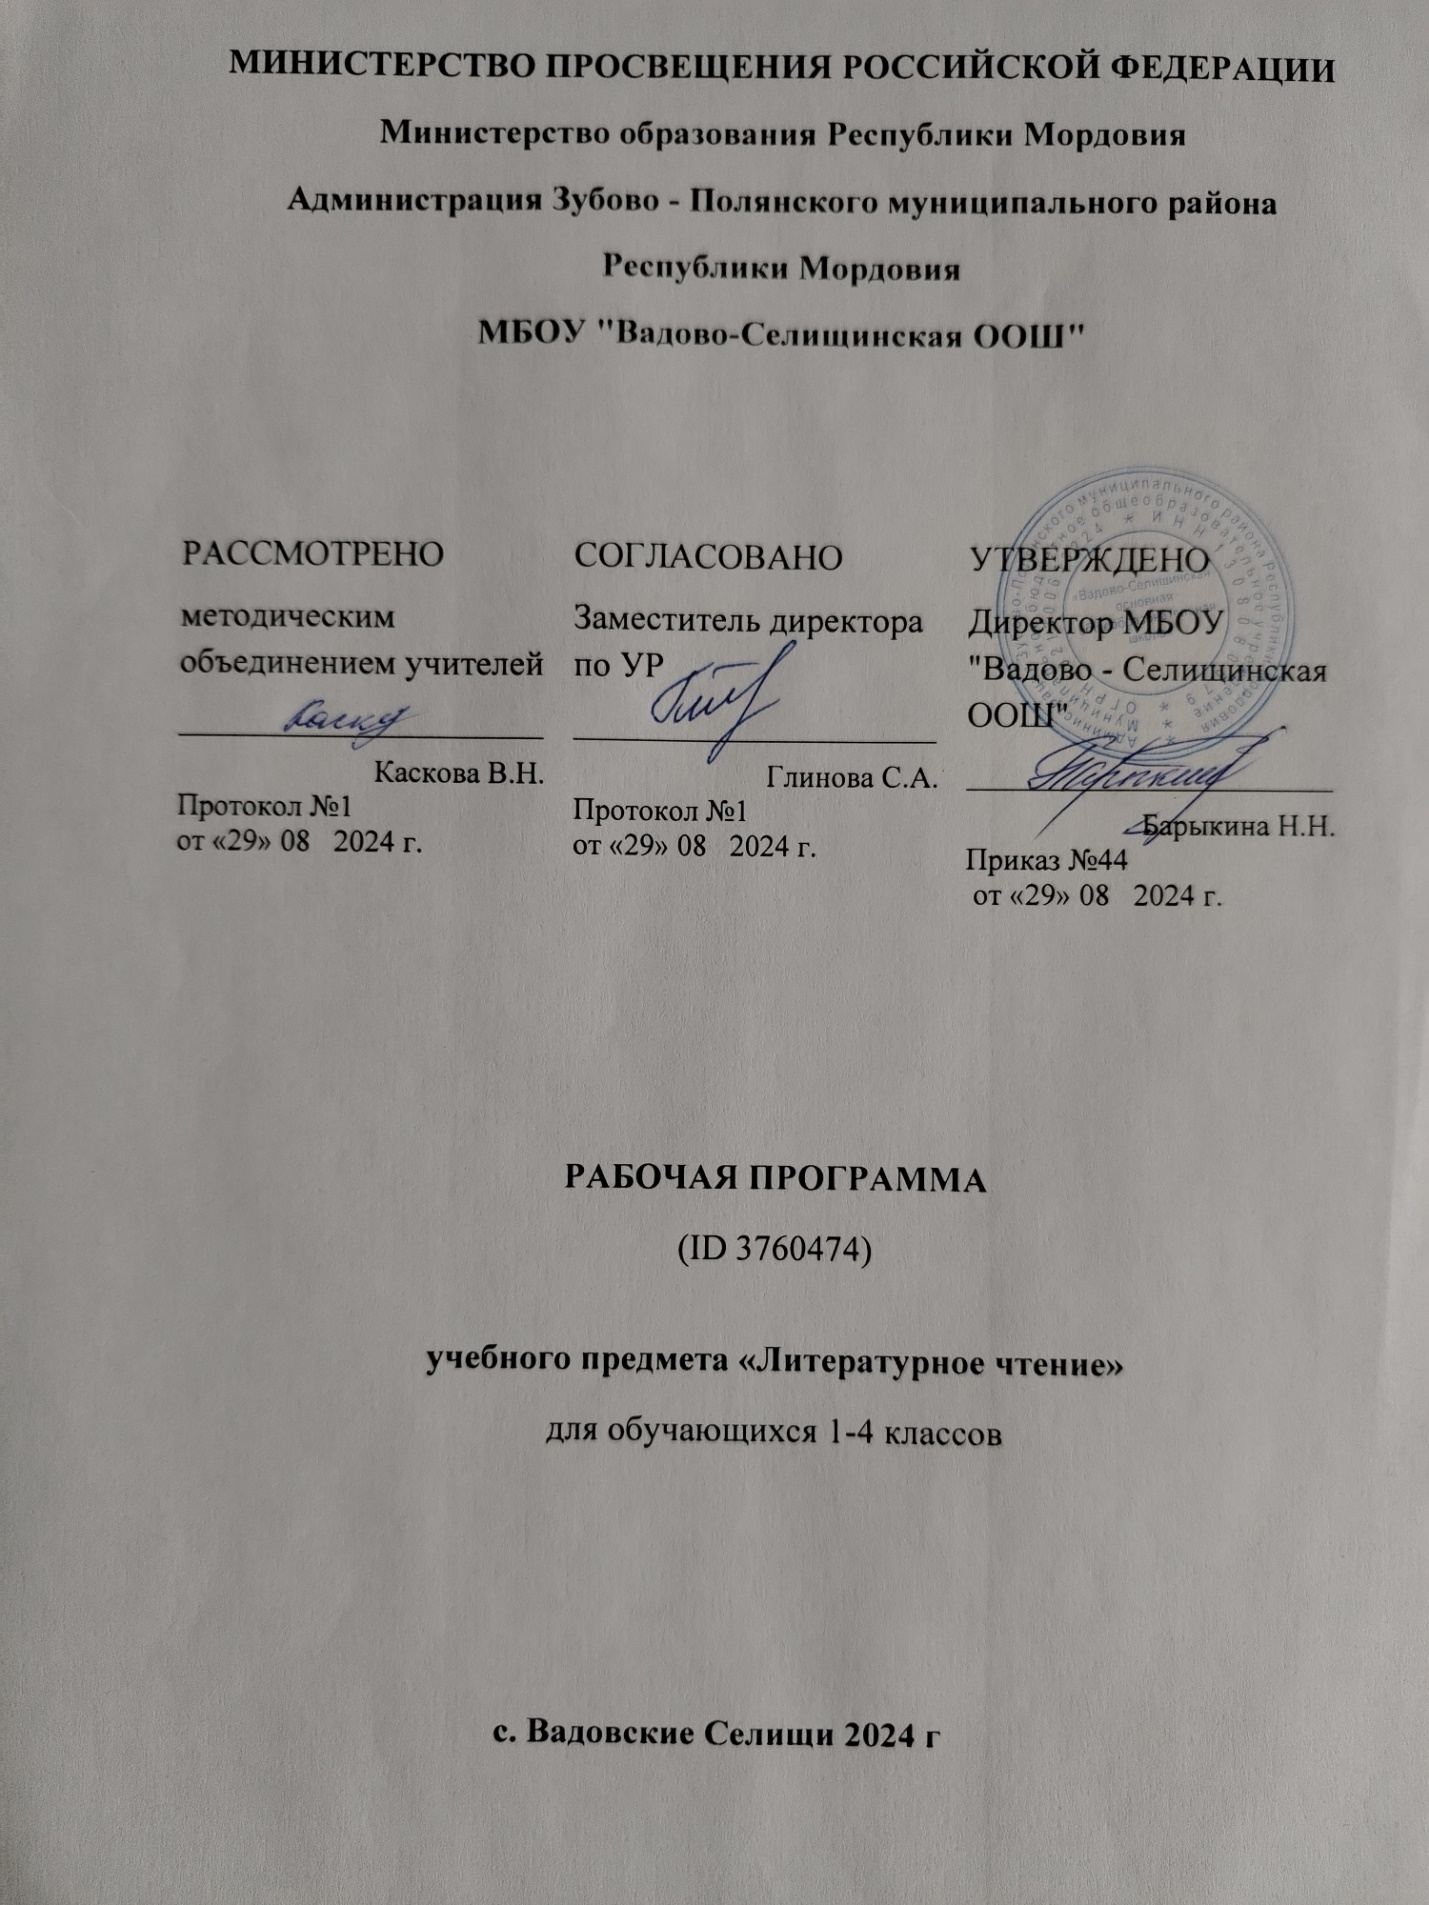 МИНИСТЕРСТВО ПРОСВЕЩЕНИЯ РОССИЙСКОЙ ФЕДЕРАЦИИ
Министерство образования Республики Мордовия
Администрация Зубово - Полянского муниципального района
Республики Мордовия
МБОУ "Вадово-Селищинская ООШ"
РАССМОТРЕНО
методическим
объединением учителей
Каскова В.Н.
Протокол №1
от «29» 08 2024 г.
СОГЛАСОВАНО
Заместитель директора
по УР
Глинова С.А.
Протокол №1
от «29» 08 2024 г.
УТВЕРЖДЕНО
Директор МБОУ
"Вадово - Селищинская
ООШ"
Барыкина Н.Н.
Приказ №44
от «29» 08 2024 г.
«Вадово-Селищинская
основная
РАБОЧАЯ ПРОГРАММА
(ID 3760474)
учебного предмета «Литературное чтение»
для обучающихся 1-4 классов
с. Вадовские Селищи 2024 г